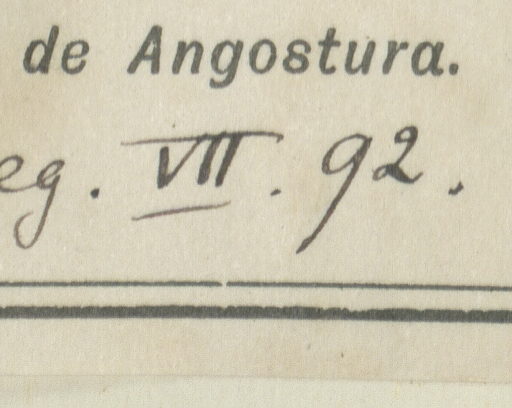 de Angostura.
eg. VII. 92.